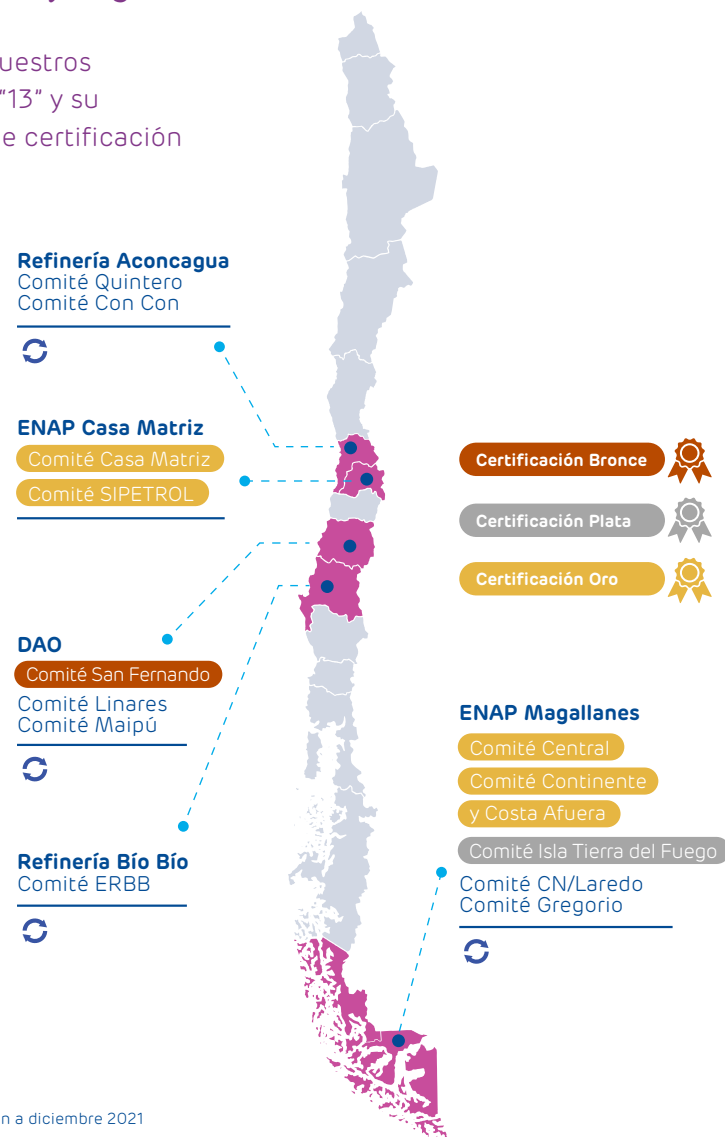 uestros
"13" y su
e certificación
Refinería Aconcagua
Comité Quintero
Comité Con Con
ENAP Casa Matriz
Comité Casa Matriz
Comité SIPETROL
Certificación Bronce
Certificación Plata
Certificación Oro
DAO
Comité San Fernando
Comité Linares
Comité Maipú
Refinería Bío Bío
Comité ERBB
ENAP Magallanes
Comité Central
Comité Continente
y Costa Afuera
Comité Isla Tierra del Fuego
Comité CN/Laredo
Comité Gregorio
n a diciembre 2021